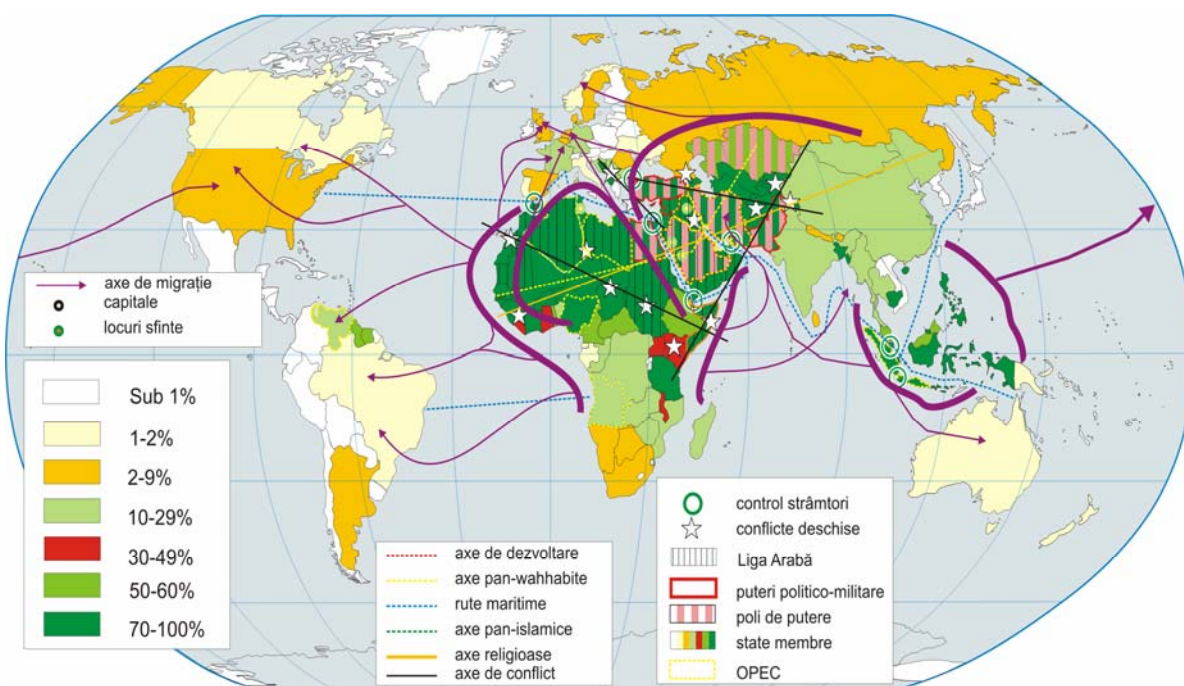 axe de migrație
capitale
locuri sfinte
Sub 1%
1-2%
2-9%
10-29%
30-49%
50-60%
70-100%
axe de dezvoltare
axe pan-wahhabite
rute maritime
axe pan-islamice
axe religioase
axe de conflict
control strâmtori
conflicte deschise
Liga Arabă
puteri politico-militare
poli de putere
state membre
OPEC